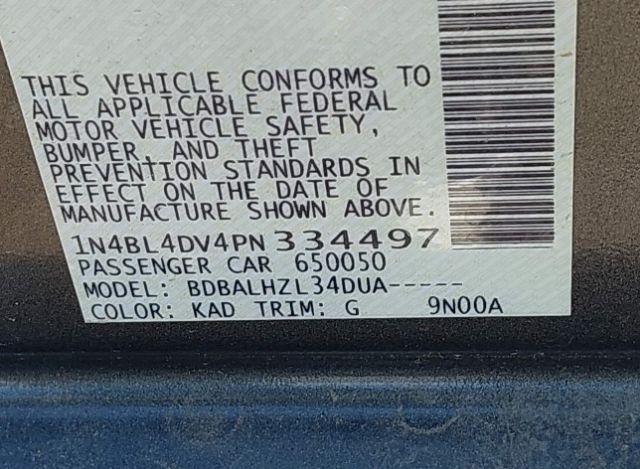 THIS VEHICLE CONFORMS TO
ALL APPLICABLE FEDERAL
MOTOR VEHICLE SAFETY,
BUMPER, AND THEFT
PREVENTION STANDARDS IN
EFFECT ON THE DATE OF
MANUFACTURE SHOWN ABOVE.
1N4BL4DV4PN334497
PASSENGER CAR 650050
MODEL: BDBALHZL34DUA-----
COLOR: KAD TRIM: G 9N00A